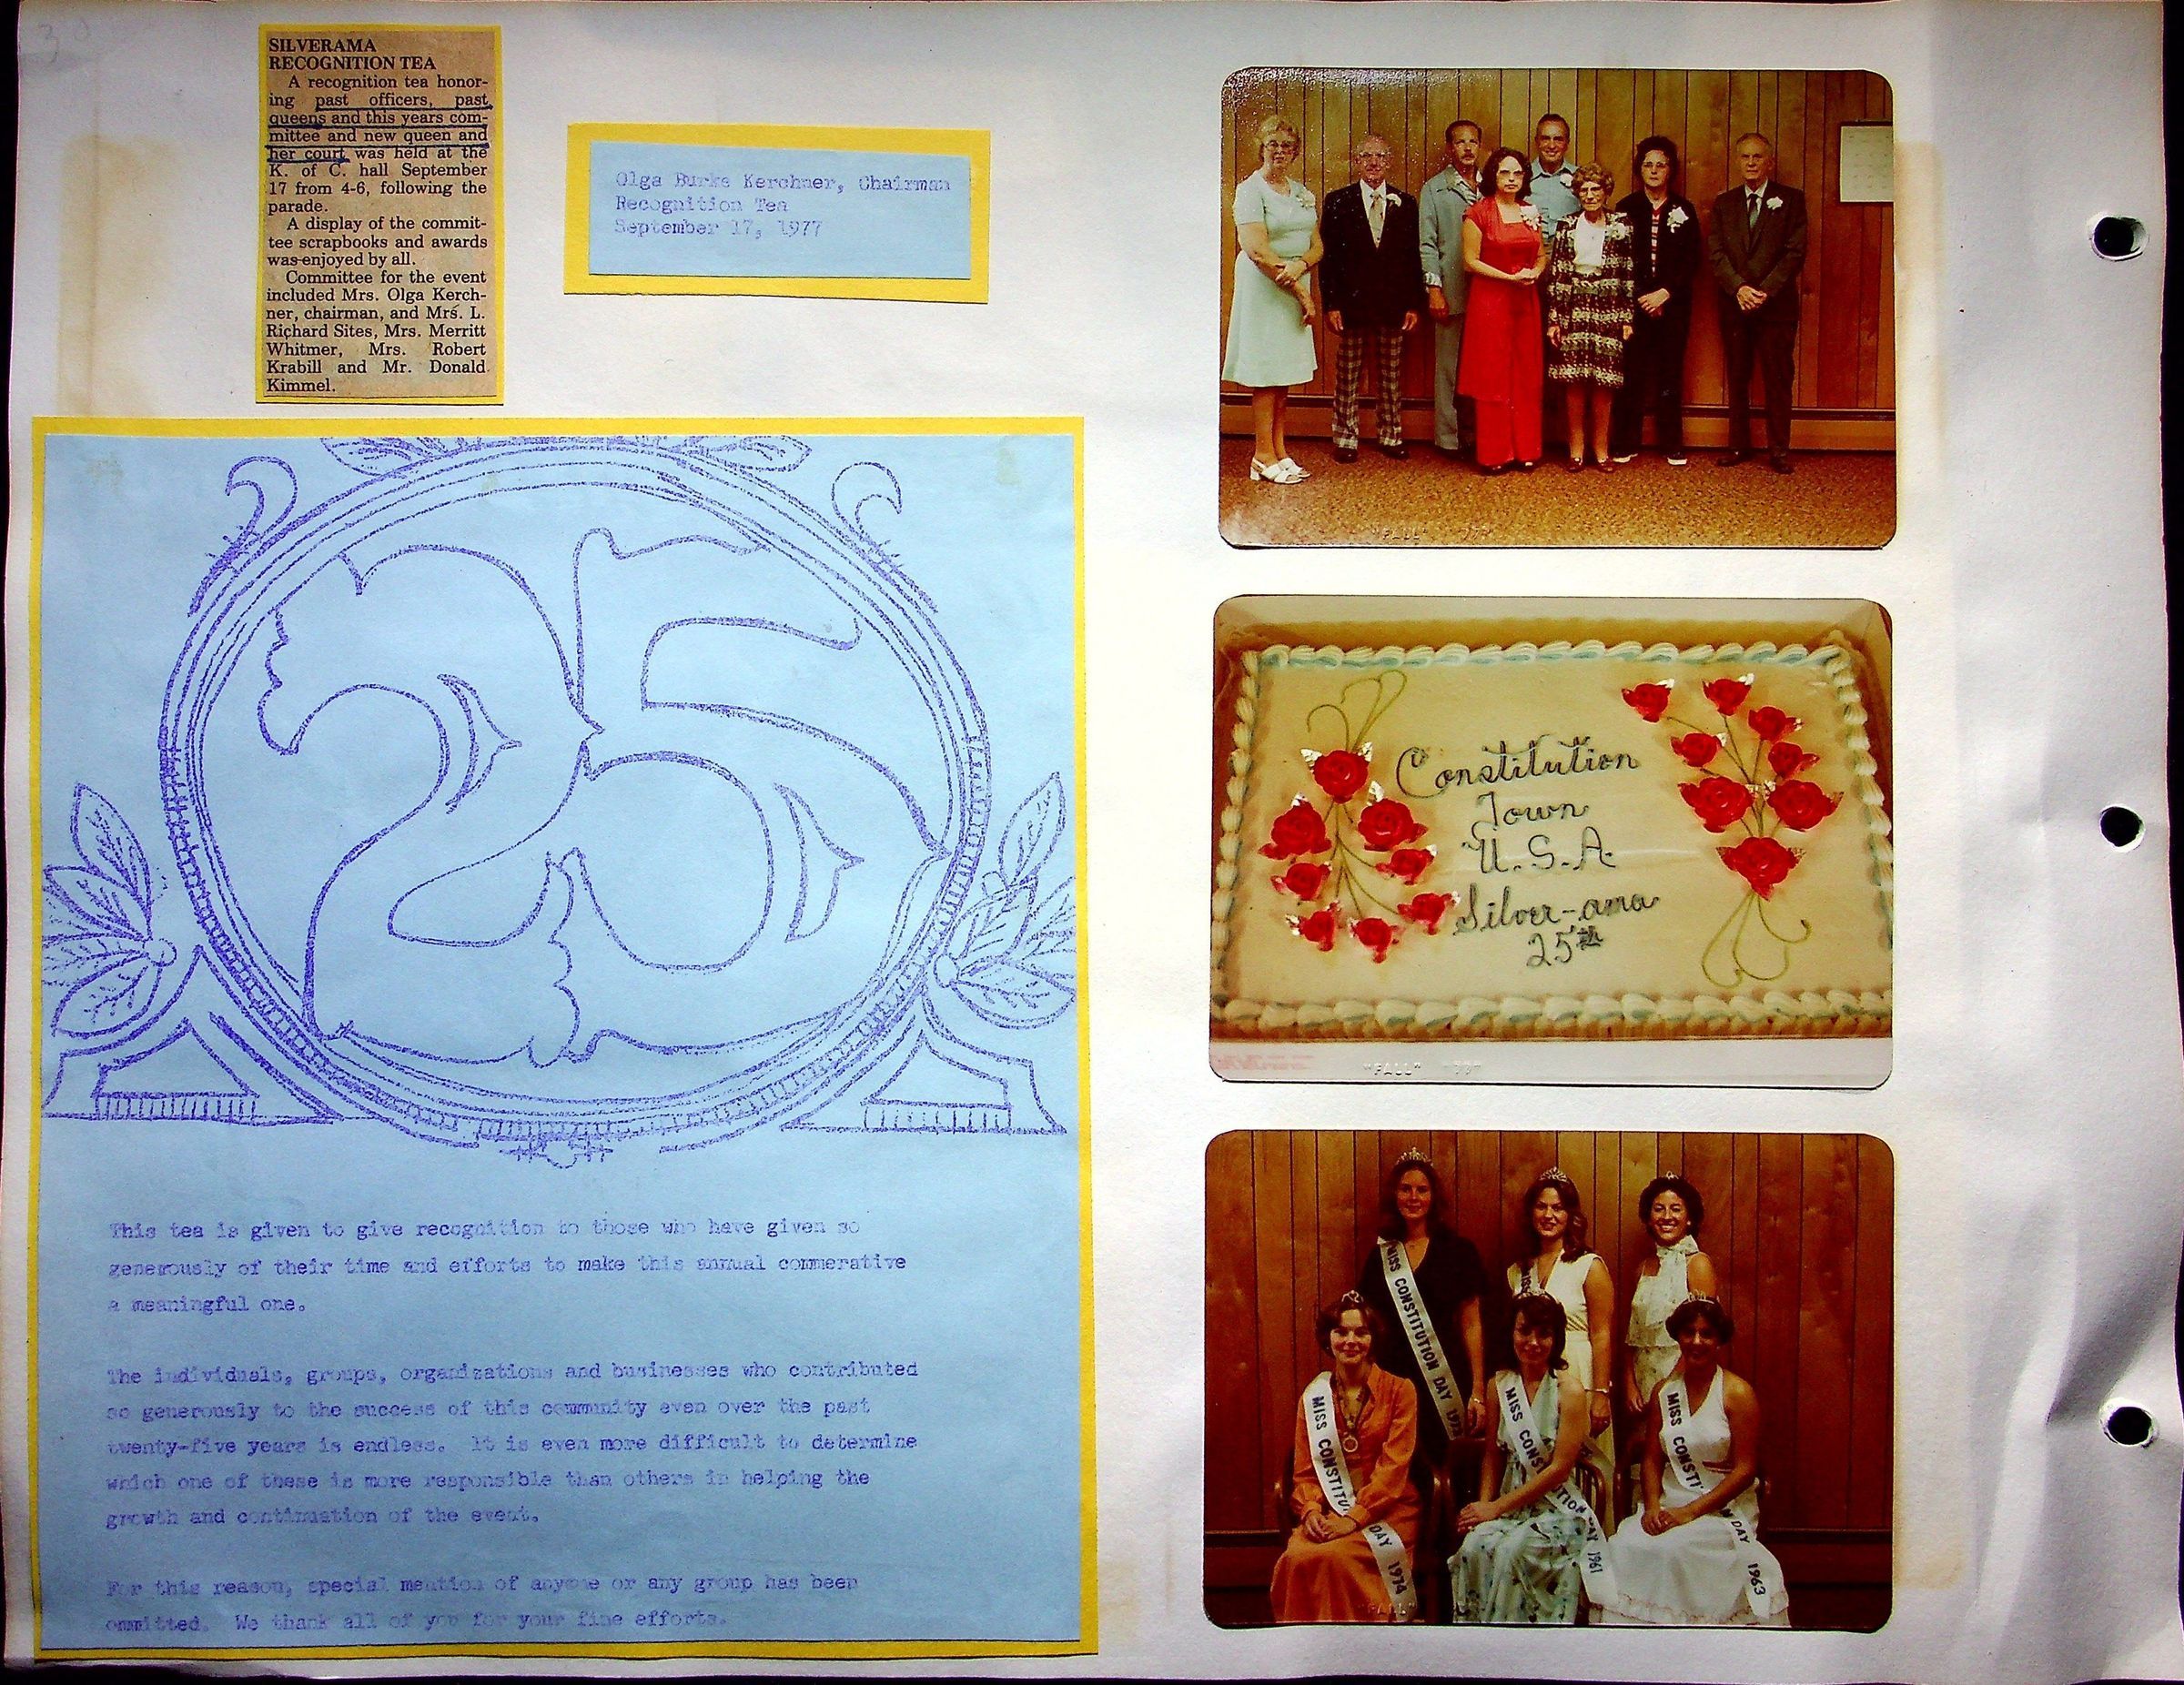 SILVERAMA
RECOGNITION TEA
A recognition tea honor-
ing past officers, past
queens and this years com-
mittee and new queen and
her court was held at the
K. of C. hall September
17 from 4-6, following the
parade.
A display of the commit-
tee scrapbooks and awards
was enjoyed by all.
Committee for the event
included Mrs. Olga Kerch-
ner, chairman, and Mrs. L.
Richard Sites, Mrs. Merritt
Whitmer, Mrs. Robert
Krabill and Mr. Donald
Kimmel.
Olga Burke Kerchner, Chairman
Recognition Tea
September 17, 1977
25
This tea is given to give recognition to those who have given so
generously of their time and efforts to make this annual commerative
a meaningful one.
The individuals, groups, organizations and businesses who contributed
so generously to the success of this community even over the past
twenty-five years is endless. It is even more difficult to determine
which one of these is more responsible than others in helping the
growth and continuation of the event.
For this reason, special mention of anyone or any group has been
ommitted. We thank all of you for your fine efforts.
"FALL"
Constitution
Town
U.S.A.
Silver-ama
25th
"FALL"
MISS CONSTITUTION DAY
MISS
MISS CONSTITU DAY 1974
MISS CONST TION DAY 1961
MISS CONSTI N DAY 1963
"FALL"